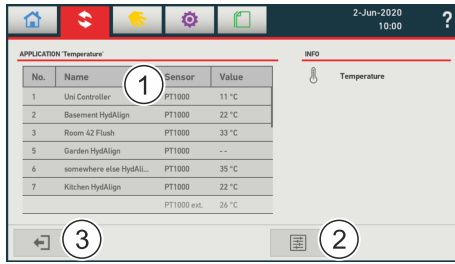 2-Jun-2020
10:00
?
APPLICATION 'Temperature'
INFO
No. Name Sensor Value
1
Temperature
1 Uni Controller PT1000 11 °C
2 Basement HydAlign PT1000 22 °C
3 Room 42 Flush PT1000 33 °C
5 Garden HydAlign PT1000 --
6 somewhere else HydAli... PT1000 35 °C
7 Kitchen HydAlign PT1000 22 °C
PT1000 ext. 26 °C
3
2